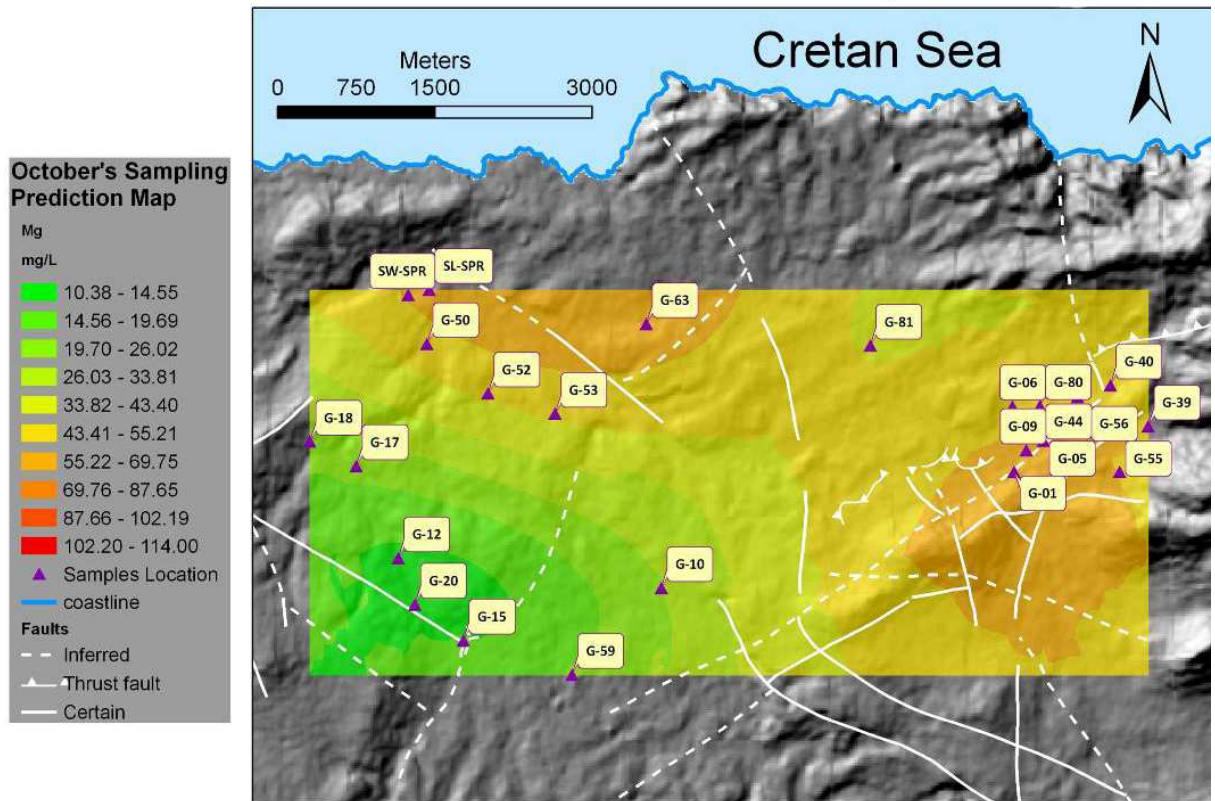 Cretan Sea
N
Meters
0 750 1500 3000
October's Sampling
Prediction Map
Mg
mg/L
10.38 - 14.55
14.56 - 19.69
19.70 - 26.02
26.03 - 33.81
33.82 - 43.40
43.41 - 55.21
55.22 - 69.75
69.76 - 87.65
87.66 - 102.19
102.20 - 114.00
Samples Location
coastline
Faults
Inferred
Thrust fault
Certain
SW-SPR
SL-SPR
G-63
G-50
G-81
G-52
G-53
G-40
G-06
G-80
G-39
G-18
G-17
G-09
G-44
G-56
G-05
G-55
G-01
G-12
G-10
G-20
G-15
G-59